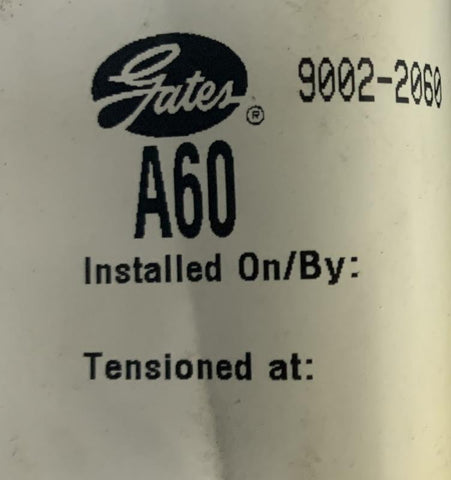 Gates® 9002-2060
A60
Installed On/By:
Tensioned at: